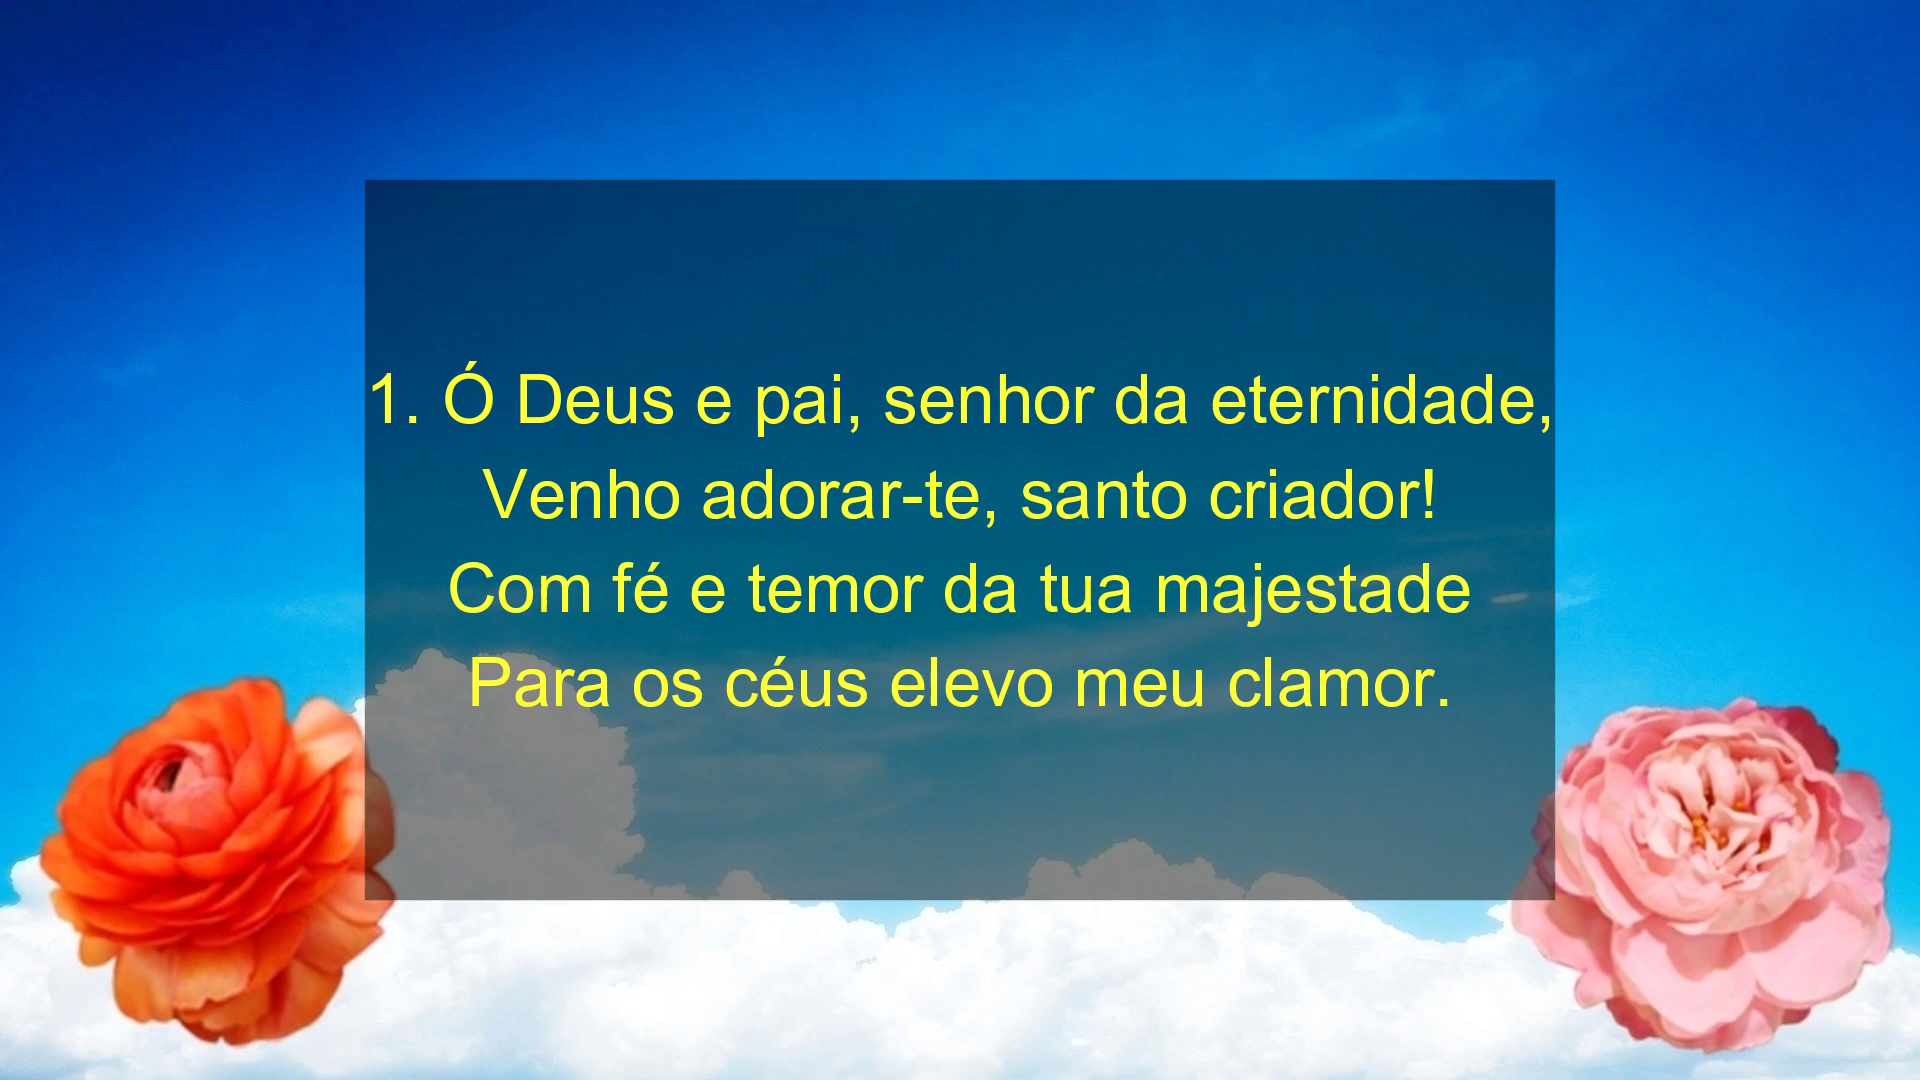 1. Ó Deus e pai, senhor da eternidade,
Venho adorar-te, santo criador!
Com fé e temor da tua majestade
Para os céus elevo meu clamor.